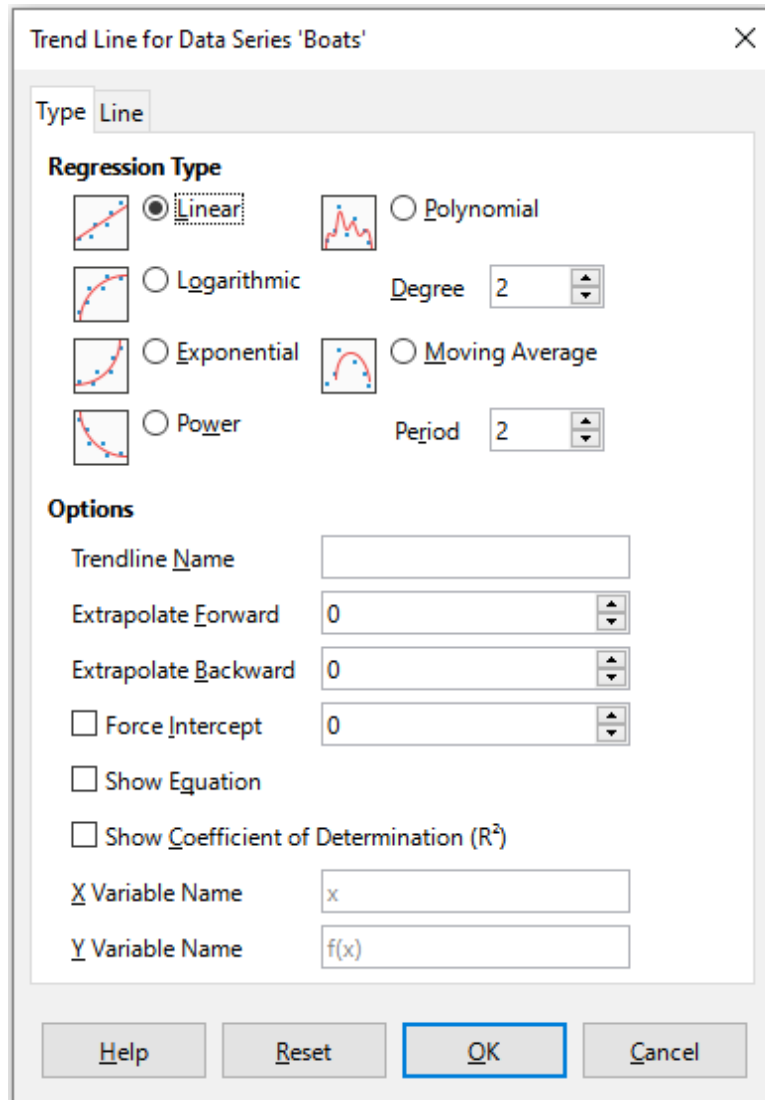 Trend Line for Data Series 'Boats'
Type Line
Regression Type
Linear Polynomial
Logarithmic Degree 2
Exponential Moving Average
Power Period 2
Options
Trendline Name
Extrapolate Forward 0
Extrapolate Backward 0
Force Intercept 0
Show Equation
Show Coefficient of Determination (R²)
X Variable Name x
Y Variable Name f(x)
Help Reset OK Cancel